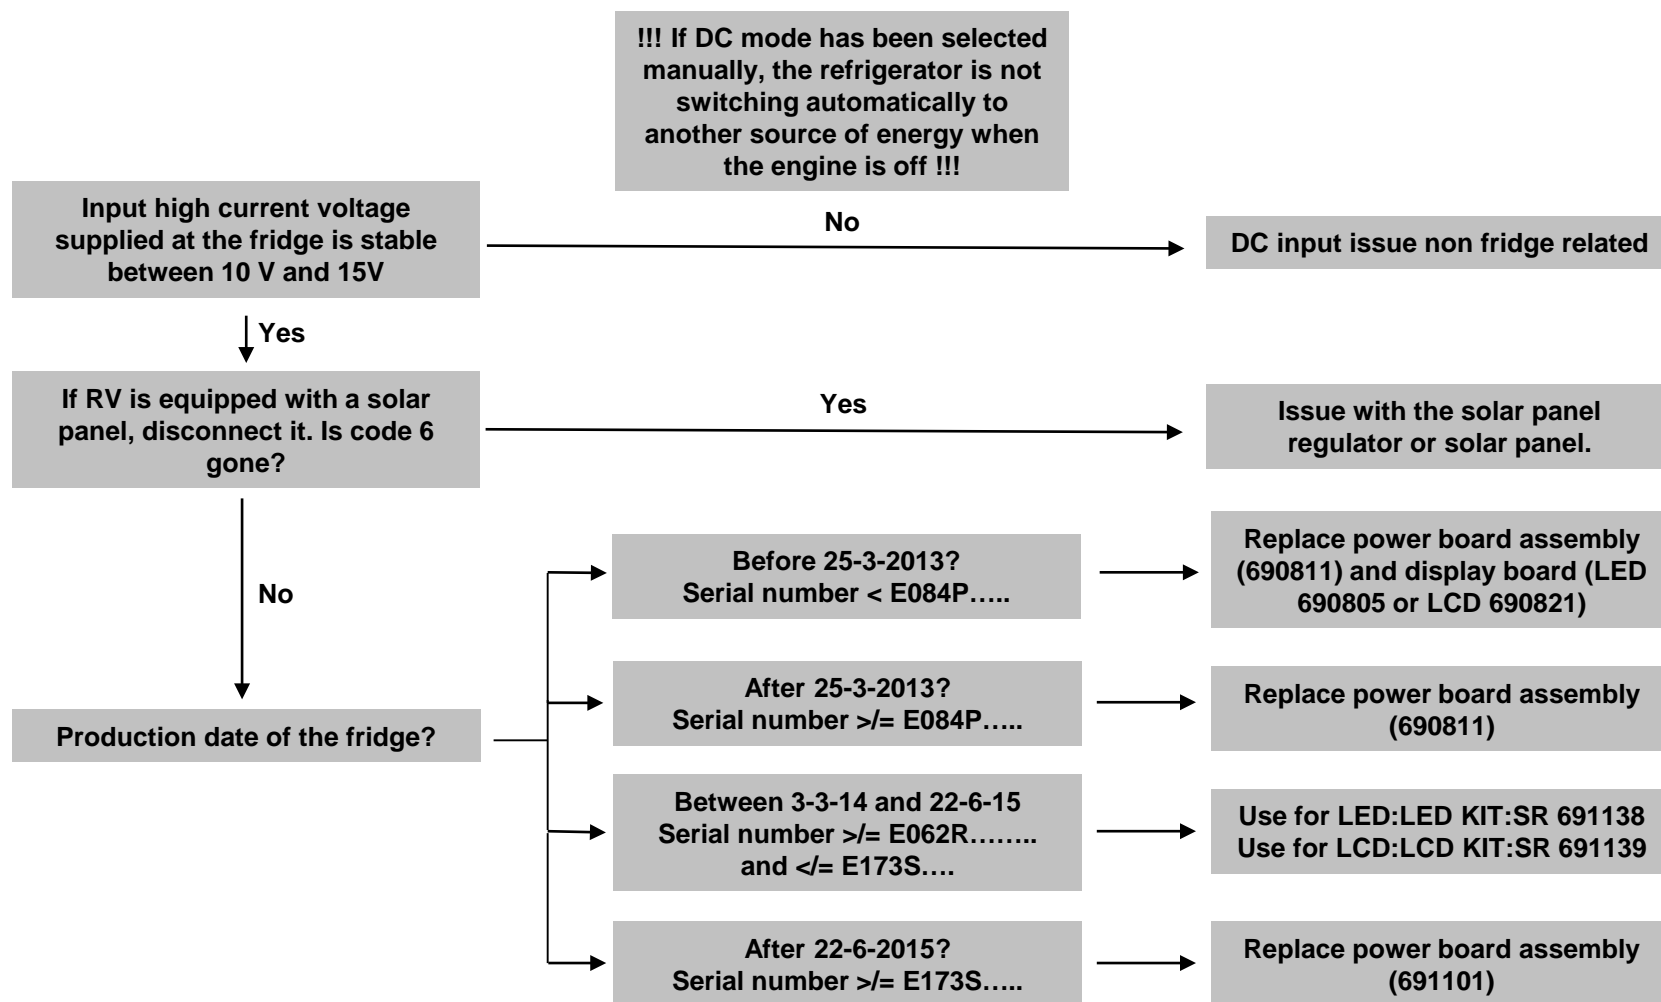 !!! If DC mode has been selected
manually, the refrigerator is not
switching automatically to
another source of energy when
the engine is off !!!
Input high current voltage
supplied at the fridge is stable
between 10 V and 15V
No
DC input issue non fridge related
Yes
If RV is equipped with a solar
panel, disconnect it. Is code 6
gone?
Yes
Issue with the solar panel
regulator or solar panel.
No
Production date of the fridge?
Before 25-3-2013?
Serial number < E084P…..
Replace power board assembly
(690811) and display board (LED
690805 or LCD 690821)
After 25-3-2013?
Serial number >/= E084P…..
Replace power board assembly
(690811)
Between 3-3-14 and 22-6-15
Serial number >/= E062R……..
and </= E173S….
Use for LED:LED KIT:SR 691138
Use for LCD:LCD KIT:SR 691139
After 22-6-2015?
Serial number >/= E173S…..
Replace power board assembly
(691101)